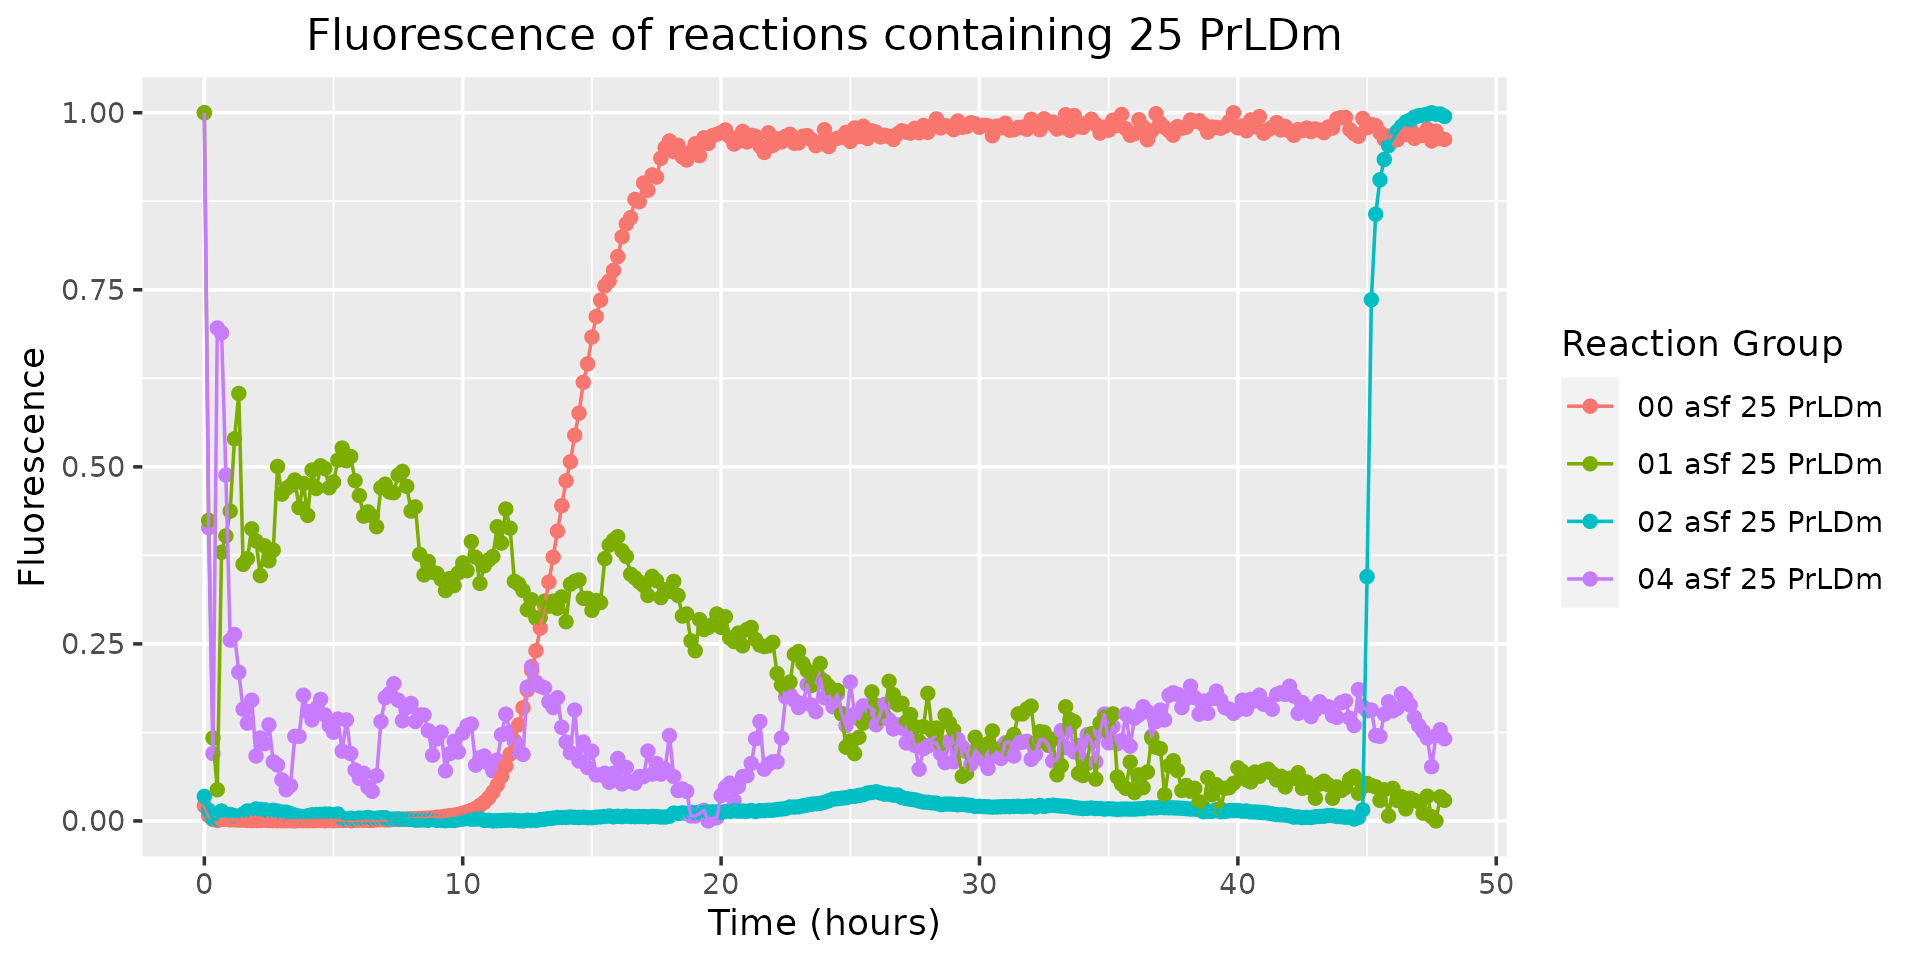 Fluorescence of reactions containing 25 PrLDm
1.00
0.75
0.50
0.25
0.00
Fluorescence
0 10 20 30 40 50
Time (hours)
Reaction Group
00 aSf 25 PrLDm
01 aSf 25 PrLDm
02 aSf 25 PrLDm
04 aSf 25 PrLDm